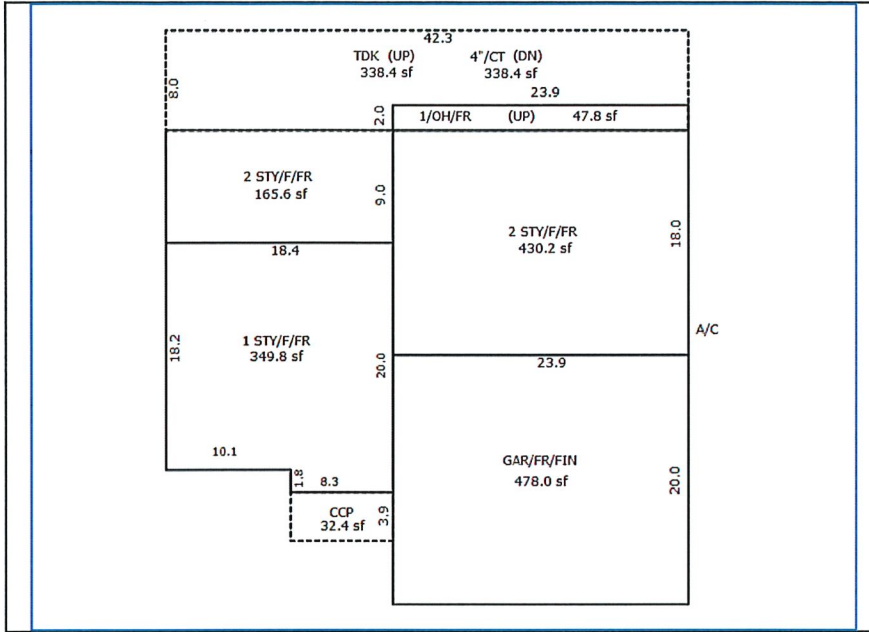 42.3
TDK (UP) 4"/CT (DN)
338.4 sf 338.4 sf
8.0
23.9
2.0
1/OH/FR (UP) 47.8 sf
2 STY/F/FR
165.6 sf
9.0
2 STY/F/FR
430.2 sf
18.0
18.4
A/C
1 STY/F/FR
349.8 sf
18.2
20.0
23.9
10.1
1.8
8.3
GAR/FR/FIN
478.0 sf
20.0
CCP
32.4 sf
3.9